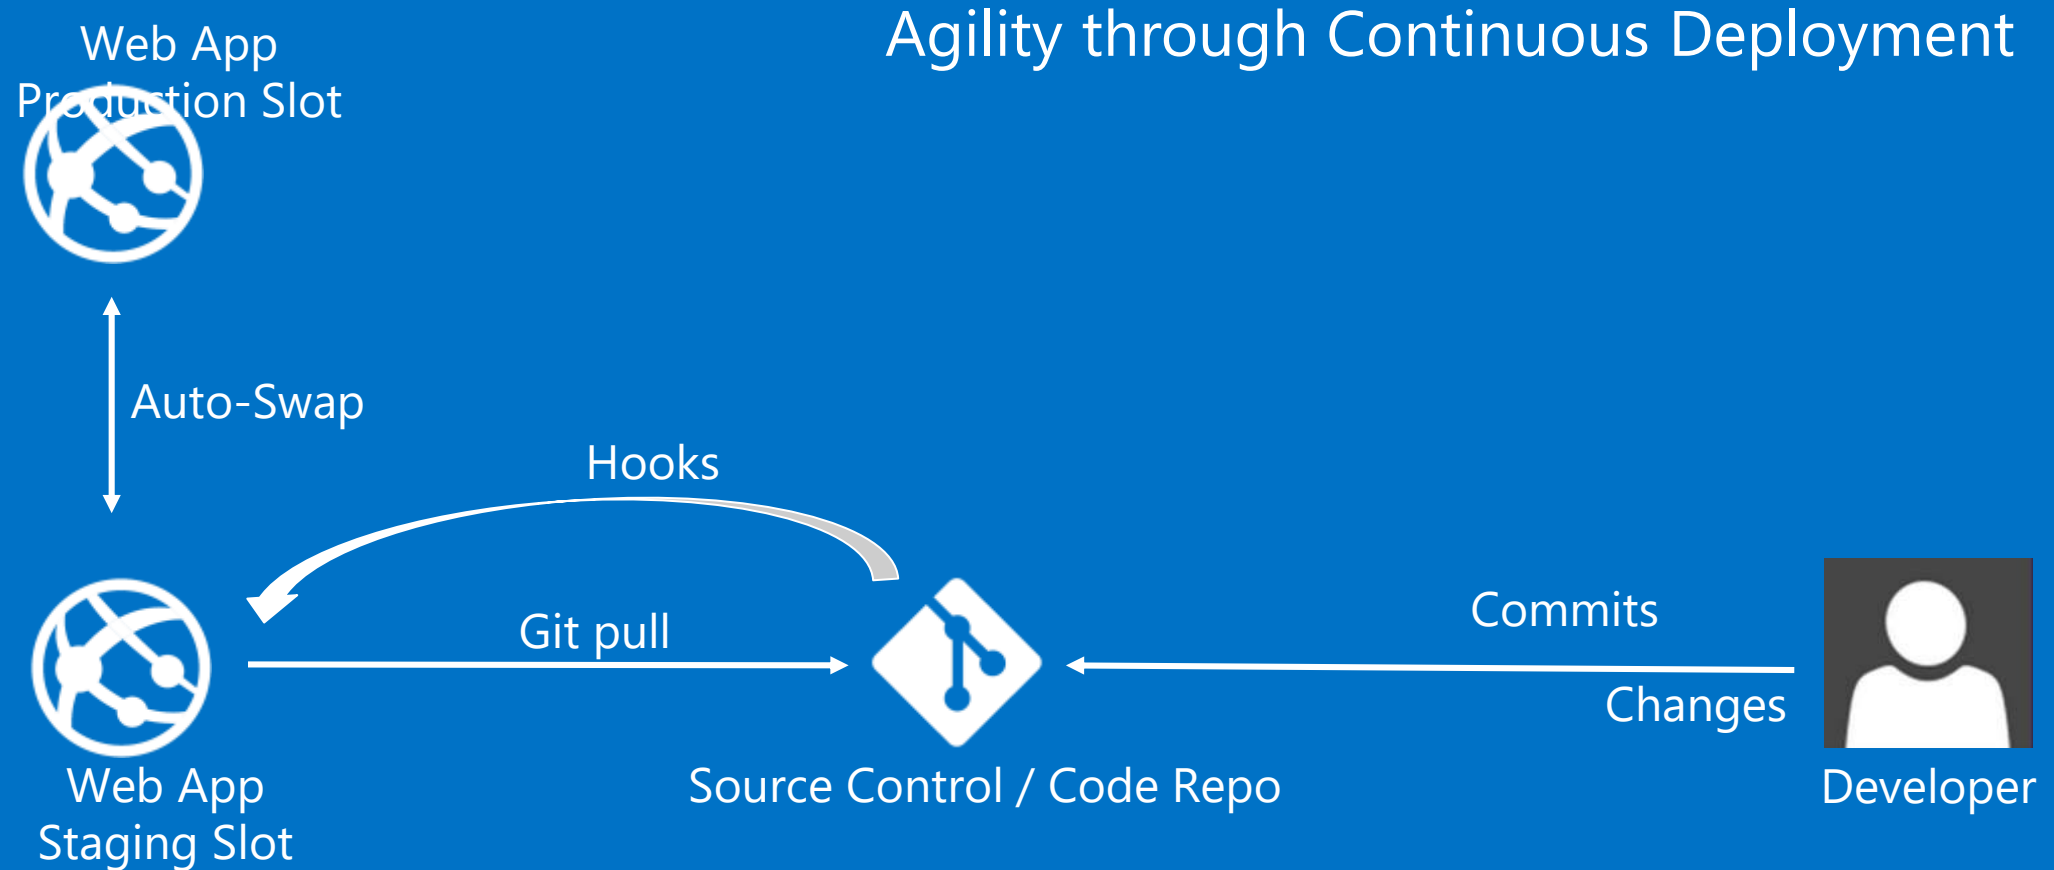 Agility through Continuous Deployment
Web App
Production Slot
Auto-Swap
Hooks
Git pull
Commits
Changes
Web App
Staging Slot
Source Control / Code Repo
Developer